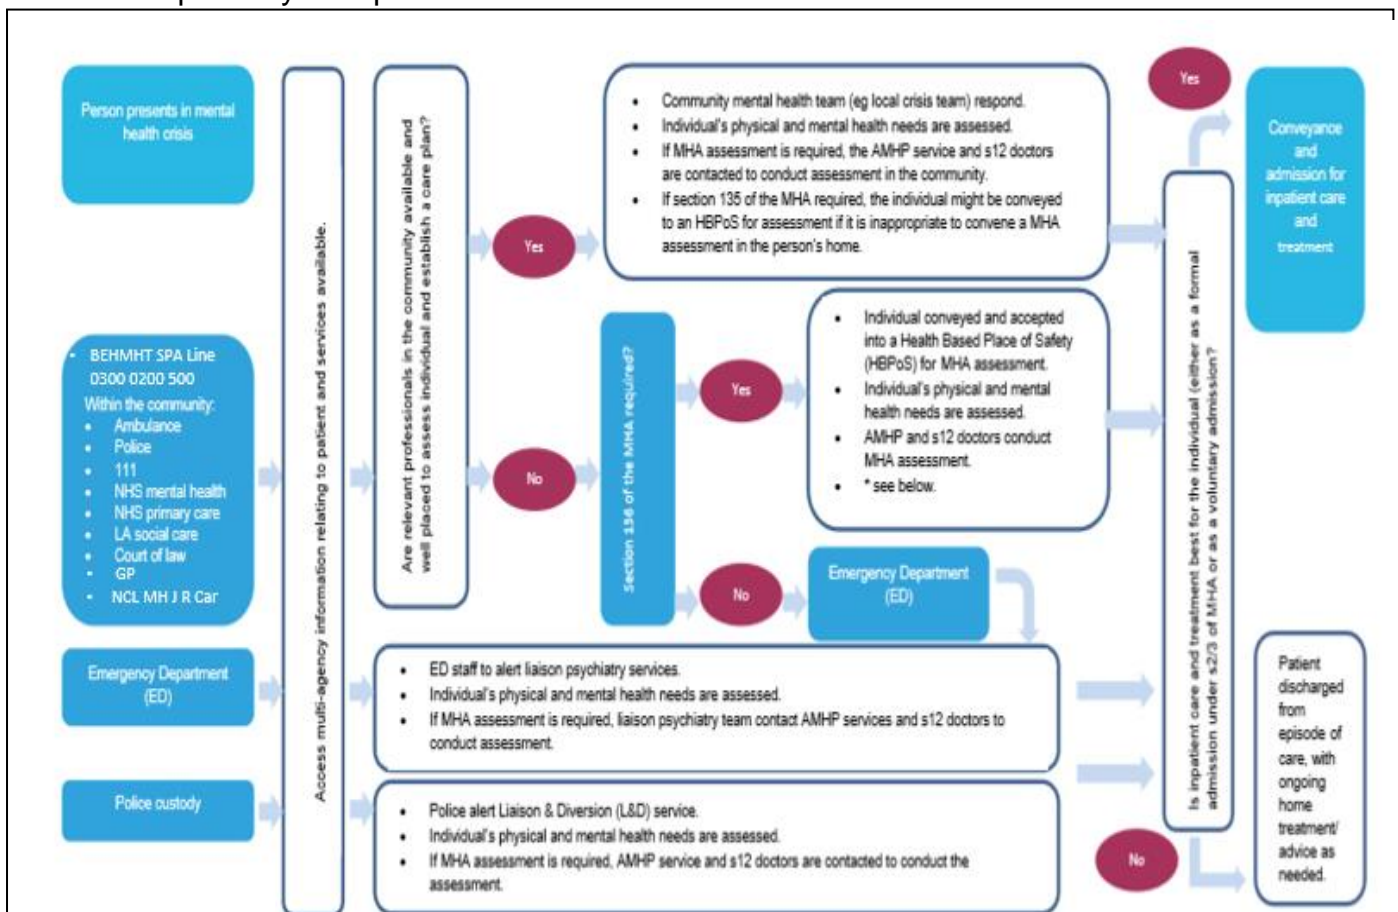 Person presents in mental
health crisis
BEHMHT SPA Line
0300 0200 500
Within the community:
• Ambulance
• Police
• 111
• NHS mental health
• NHS primary care
• LA social care
• Court of law
• GP
• NCL MH J R Car
Emergency Department
(ED)
Police custody
Access multi-agency information relating to patient and services available.
Are relevant professionals in the community available and
well placed to assess individual and establish a care plan?
Yes
No
• Community mental health team (eg local crisis team) respond.
• Individual's physical and mental health needs are assessed.
• If MHA assessment is required, the AMHP service and s12 doctors
are contacted to conduct assessment in the community.
• If section 135 of the MHA required, the individual might be conveyed
to an HBPoS for assessment if it is inappropriate to convene a MHA
assessment in the person's home.
Section 136 of the MHA required?
Yes
No
• Individual conveyed and accepted
into a Health Based Place of Safety
(HBPoS) for MHA assessment.
• Individual's physical and mental
health needs are assessed.
• AMHP and s12 doctors conduct
MHA assessment.
• * see below.
Emergency Department
(ED)
• ED staff to alert liaison psychiatry services.
• Individual's physical and mental health needs are assessed.
• If MHA assessment is required, liaison psychiatry team contact AMHP services and s12 doctors to
conduct assessment.
• Police alert Liaison & Diversion (L&D) service.
• Individual's physical and mental health needs are assessed.
• If MHA assessment is required, AMHP service and s12 doctors are contacted to conduct the
assessment.
Is inpatient care and treatment best for the individual (either as a formal
admission under s2/3 of MHA or as a voluntary admission?
Yes
No
Conveyance
and
admission for
inpatient care
and
treatment
Patient
discharged
from
episode of
care, with
ongoing
home
treatment/
advice as
needed.